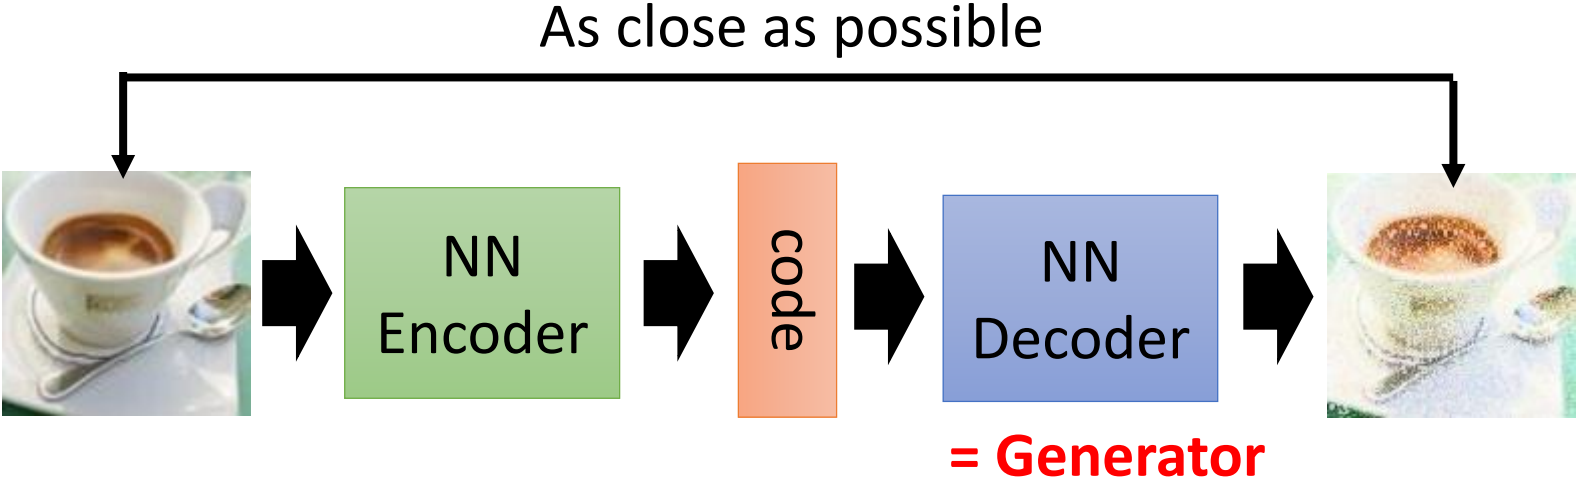 As close as possible
NN
Encoder
code
NN
Decoder
= Generator